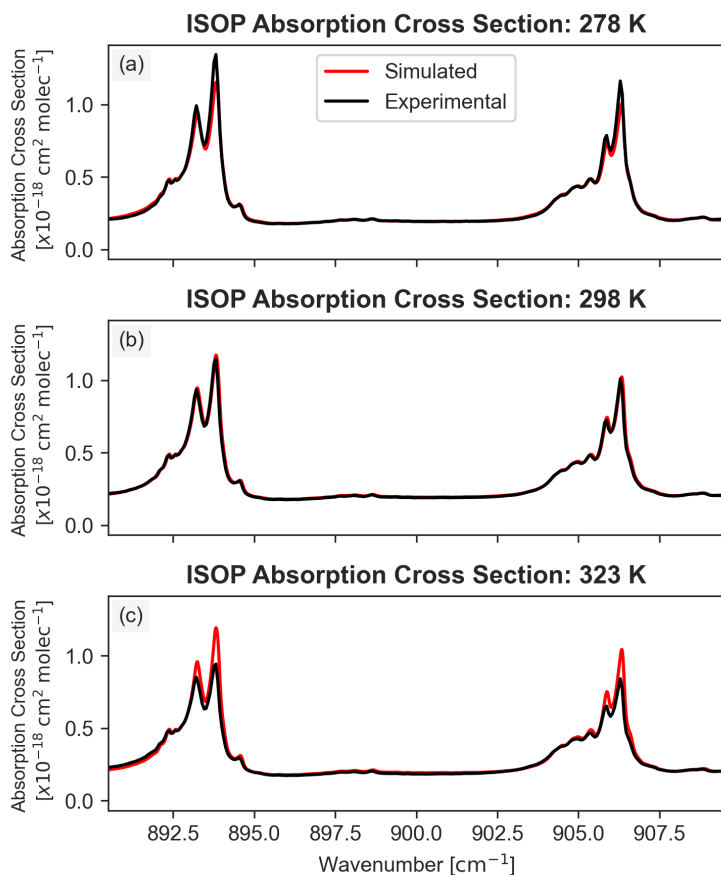 ISOP Absorption Cross Section: 278 K
(a)
Simulated
Experimental
Absorption Cross Section
[x10⁻¹⁸ cm² molec⁻¹]
1.0
0.5
0.0
ISOP Absorption Cross Section: 298 K
(b)
Absorption Cross Section
[x10⁻¹⁸ cm² molec⁻¹]
1.0
0.5
0.0
ISOP Absorption Cross Section: 323 K
(c)
Absorption Cross Section
[x10⁻¹⁸ cm² molec⁻¹]
1.0
0.5
0.0
892.5 895.0 897.5 900.0 902.5 905.0 907.5
Wavenumber [cm⁻¹]